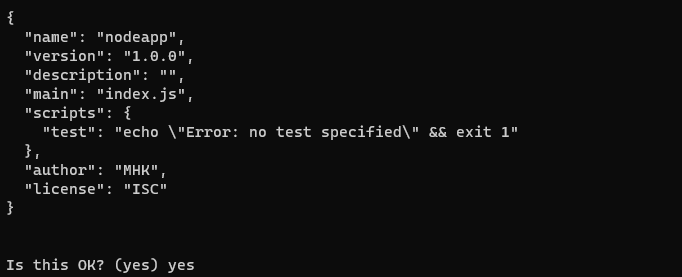 {
  "name": "nodeapp",
  "version": "1.0.0",
  "description": "",
  "main": "index.js",
  "scripts": {
    "test": "echo \"Error: no test specified\" && exit 1"
  },
  "author": "MHK",
  "license": "ISC"
}
Is this OK? (yes) yes